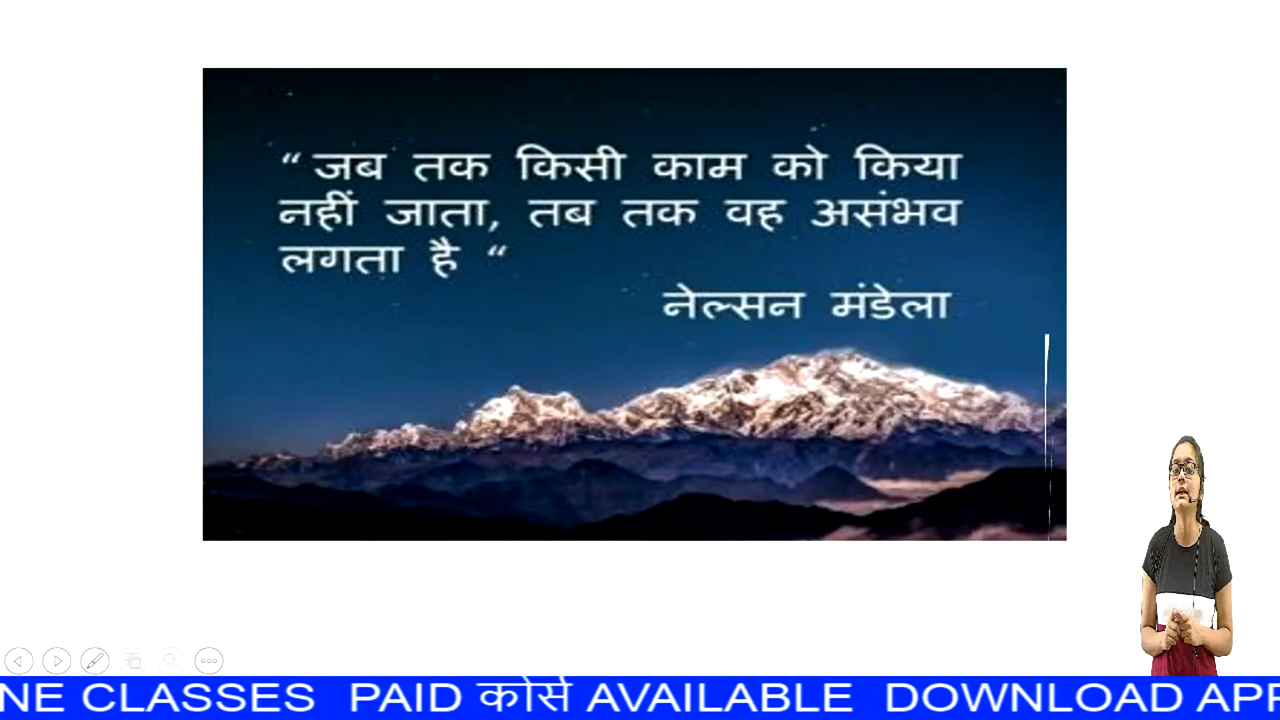 “ जब तक किसी काम को किया
नहीं जाता, तब तक वह असंभव
लगता है “
नेल्सन मंडेला
NE CLASSES PAID कोर्स AVAILABLE DOWNLOAD APP